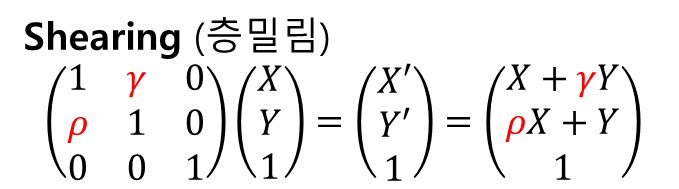 Shearing (층밀림)
(1 γ 0) (X) (X′) (X + γY)
(ρ 1 0) (Y) = (Y′) = (ρX + Y)
(0 0 1) (1) (1) (1)